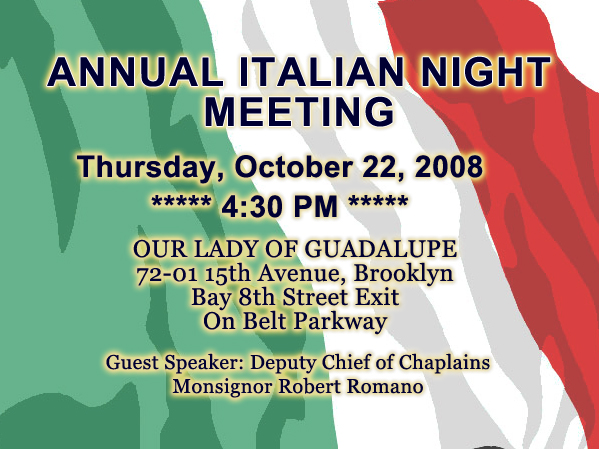 ANNUAL ITALIAN NIGHT
MEETING
Thursday, October 22, 2008
***** 4:30 PM *****
OUR LADY OF GUADALUPE
72-01 15th Avenue, Brooklyn
Bay 8th Street Exit
On Belt Parkway
Guest Speaker: Deputy Chief of Chaplains
Monsignor Robert Romano